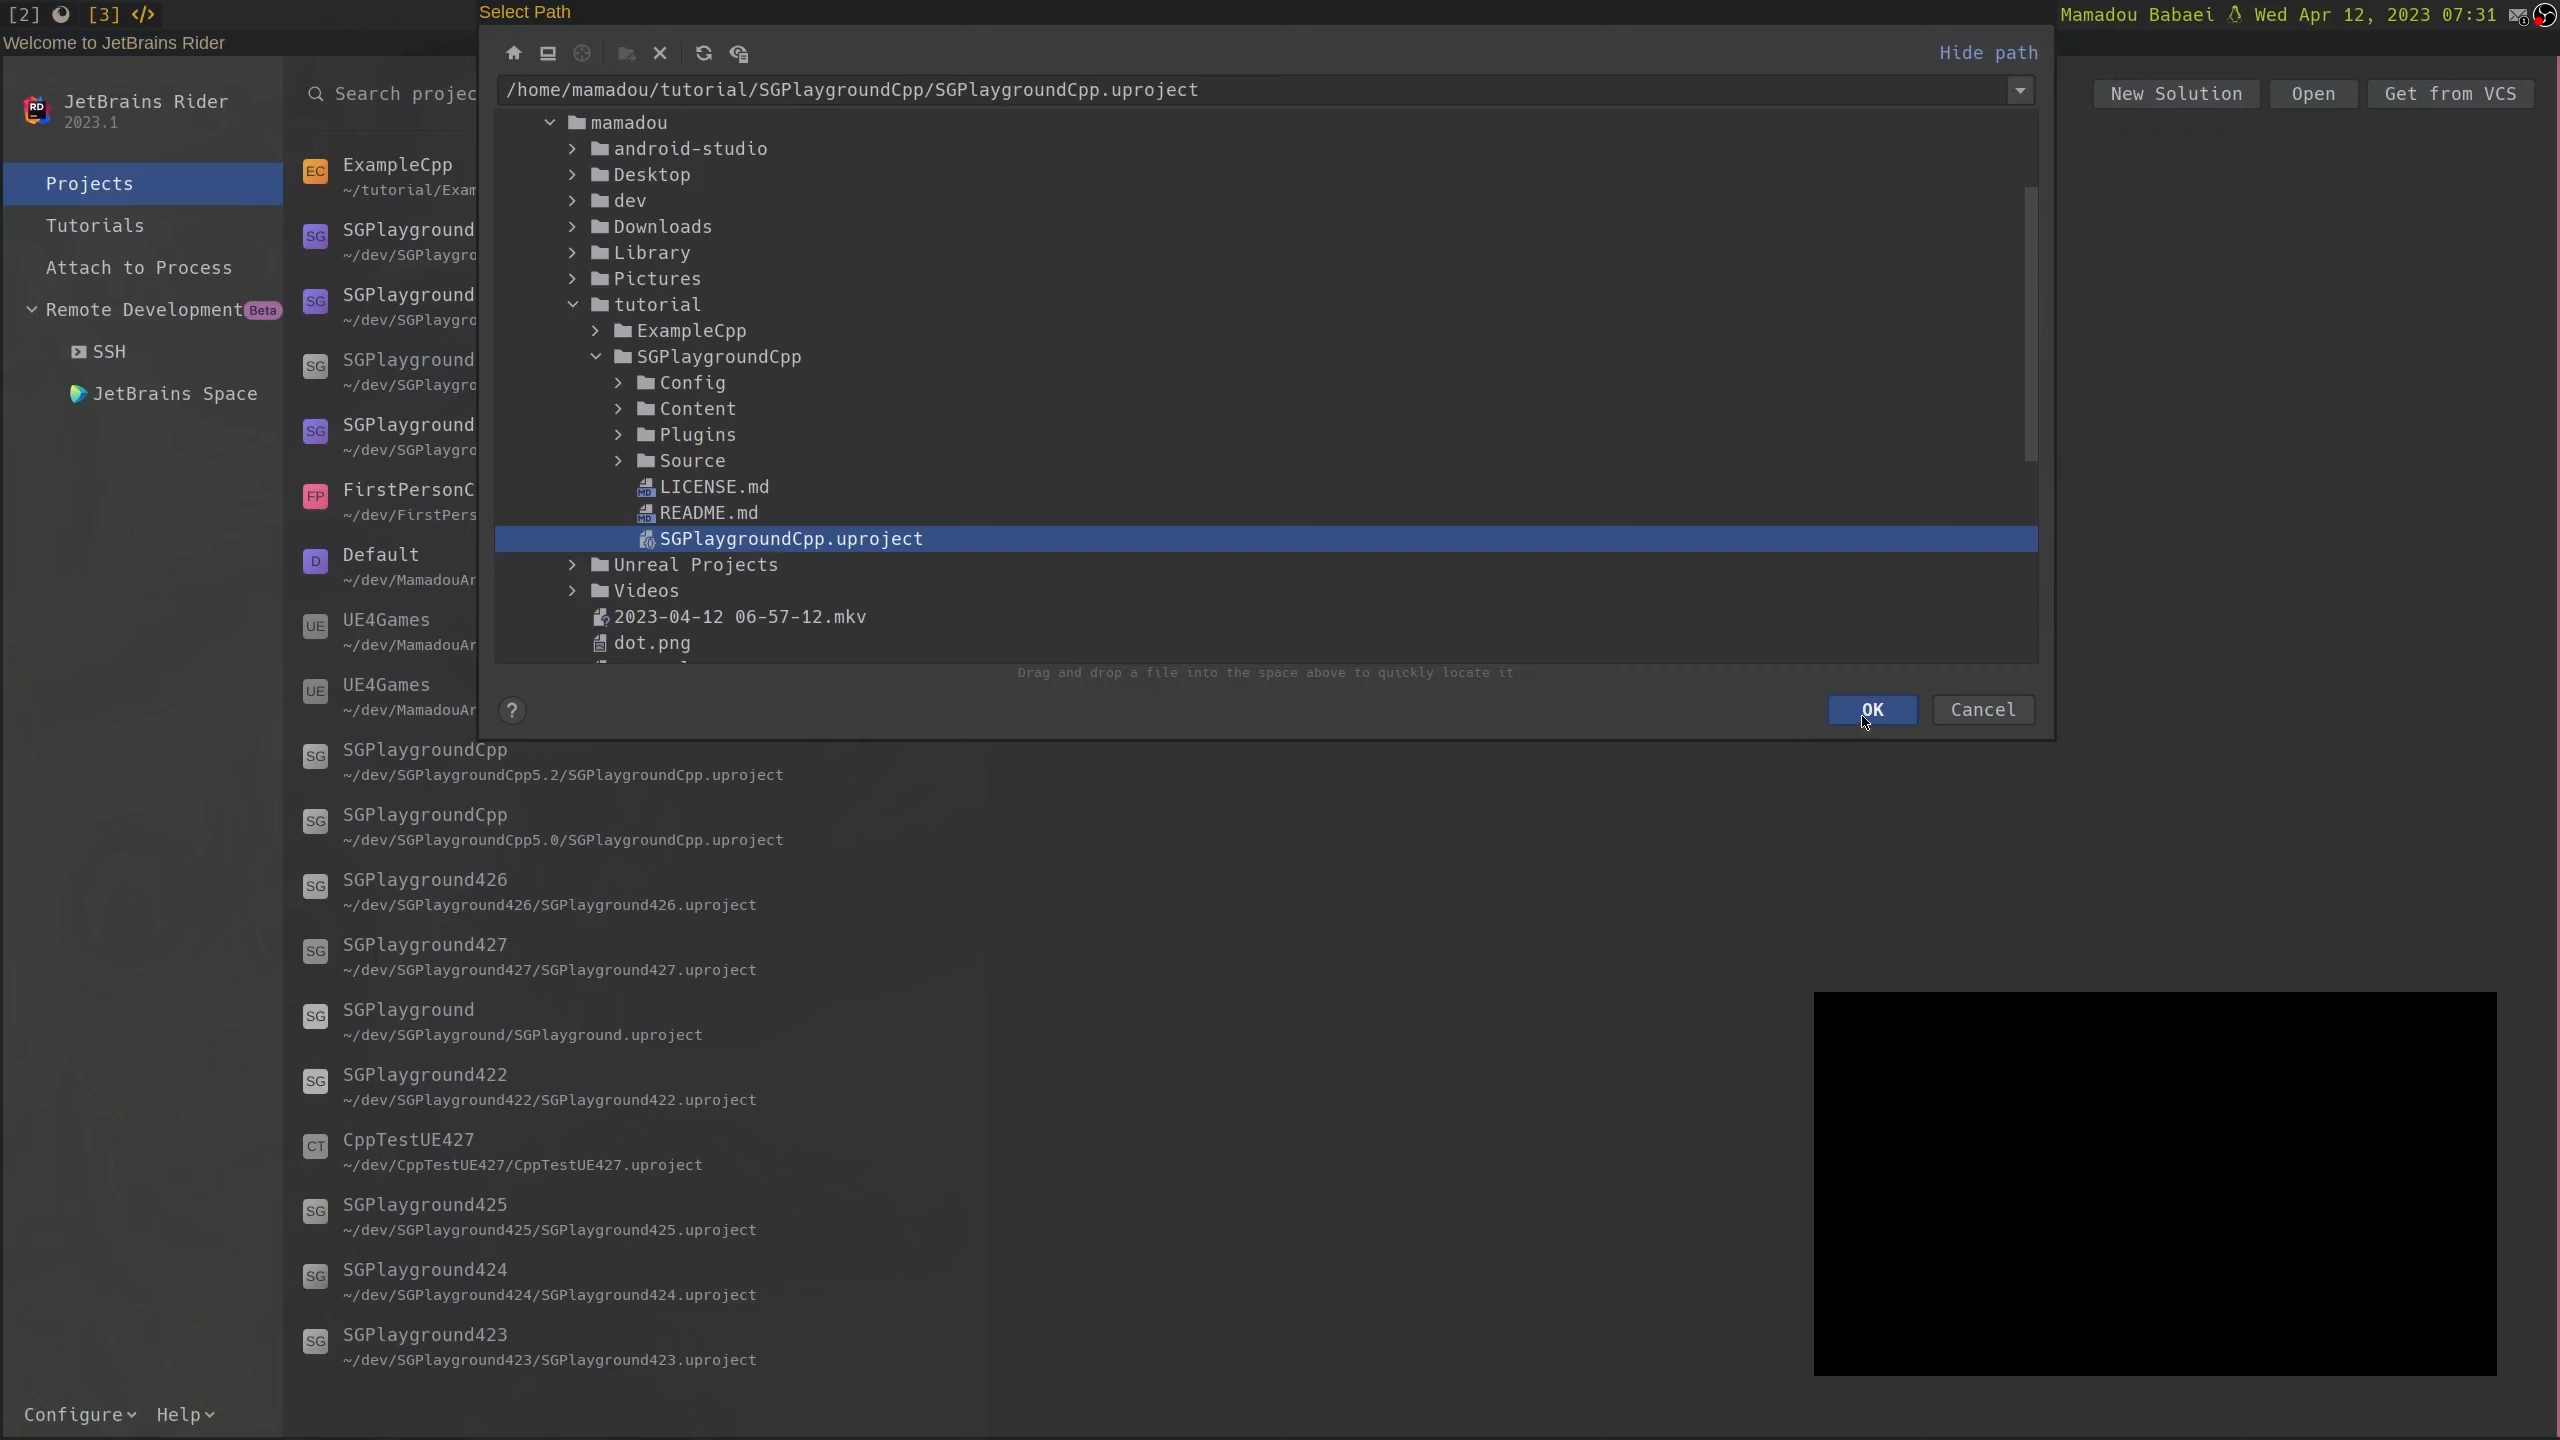 [2] [3] </>
Select Path
Mamadou Babaei Wed Apr 12, 2023 07:31
Welcome to JetBrains Rider
Hide path
/home/mamadou/tutorial/SGPlaygroundCpp/SGPlaygroundCpp.uproject
mamadou
android-studio
Desktop
dev
Downloads
Library
Pictures
tutorial
ExampleCpp
SGPlaygroundCpp
Config
Content
Plugins
Source
LICENSE.md
README.md
SGPlaygroundCpp.uproject
Unreal Projects
Videos
2023-04-12 06-57-12.mkv
dot.png
Drag and drop a file into the space above to quickly locate it
?
OK
Cancel
RD
JetBrains Rider
2023.1
Projects
Tutorials
Attach to Process
Remote Development Beta
SSH
JetBrains Space
Configure
Help
Search projec
New Solution
Open
Get from VCS
EC ExampleCpp
~/tutorial/Exam
SG SGPlayground
~/dev/SGPlaygro
SG SGPlayground
~/dev/SGPlaygro
SG SGPlayground
~/dev/SGPlaygro
SG SGPlayground
~/dev/SGPlaygro
FP FirstPersonC
~/dev/FirstPers
D Default
~/dev/MamadouAr
UE UE4Games
~/dev/MamadouAr
UE UE4Games
~/dev/MamadouAr
SG SGPlaygroundCpp
~/dev/SGPlaygroundCpp5.2/SGPlaygroundCpp.uproject
SG SGPlaygroundCpp
~/dev/SGPlaygroundCpp5.0/SGPlaygroundCpp.uproject
SG SGPlayground426
~/dev/SGPlayground426/SGPlayground426.uproject
SG SGPlayground427
~/dev/SGPlayground427/SGPlayground427.uproject
SG SGPlayground
~/dev/SGPlayground/SGPlayground.uproject
SG SGPlayground422
~/dev/SGPlayground422/SGPlayground422.uproject
CT CppTestUE427
~/dev/CppTestUE427/CppTestUE427.uproject
SG SGPlayground425
~/dev/SGPlayground425/SGPlayground425.uproject
SG SGPlayground424
~/dev/SGPlayground424/SGPlayground424.uproject
SG SGPlayground423
~/dev/SGPlayground423/SGPlayground423.uproject